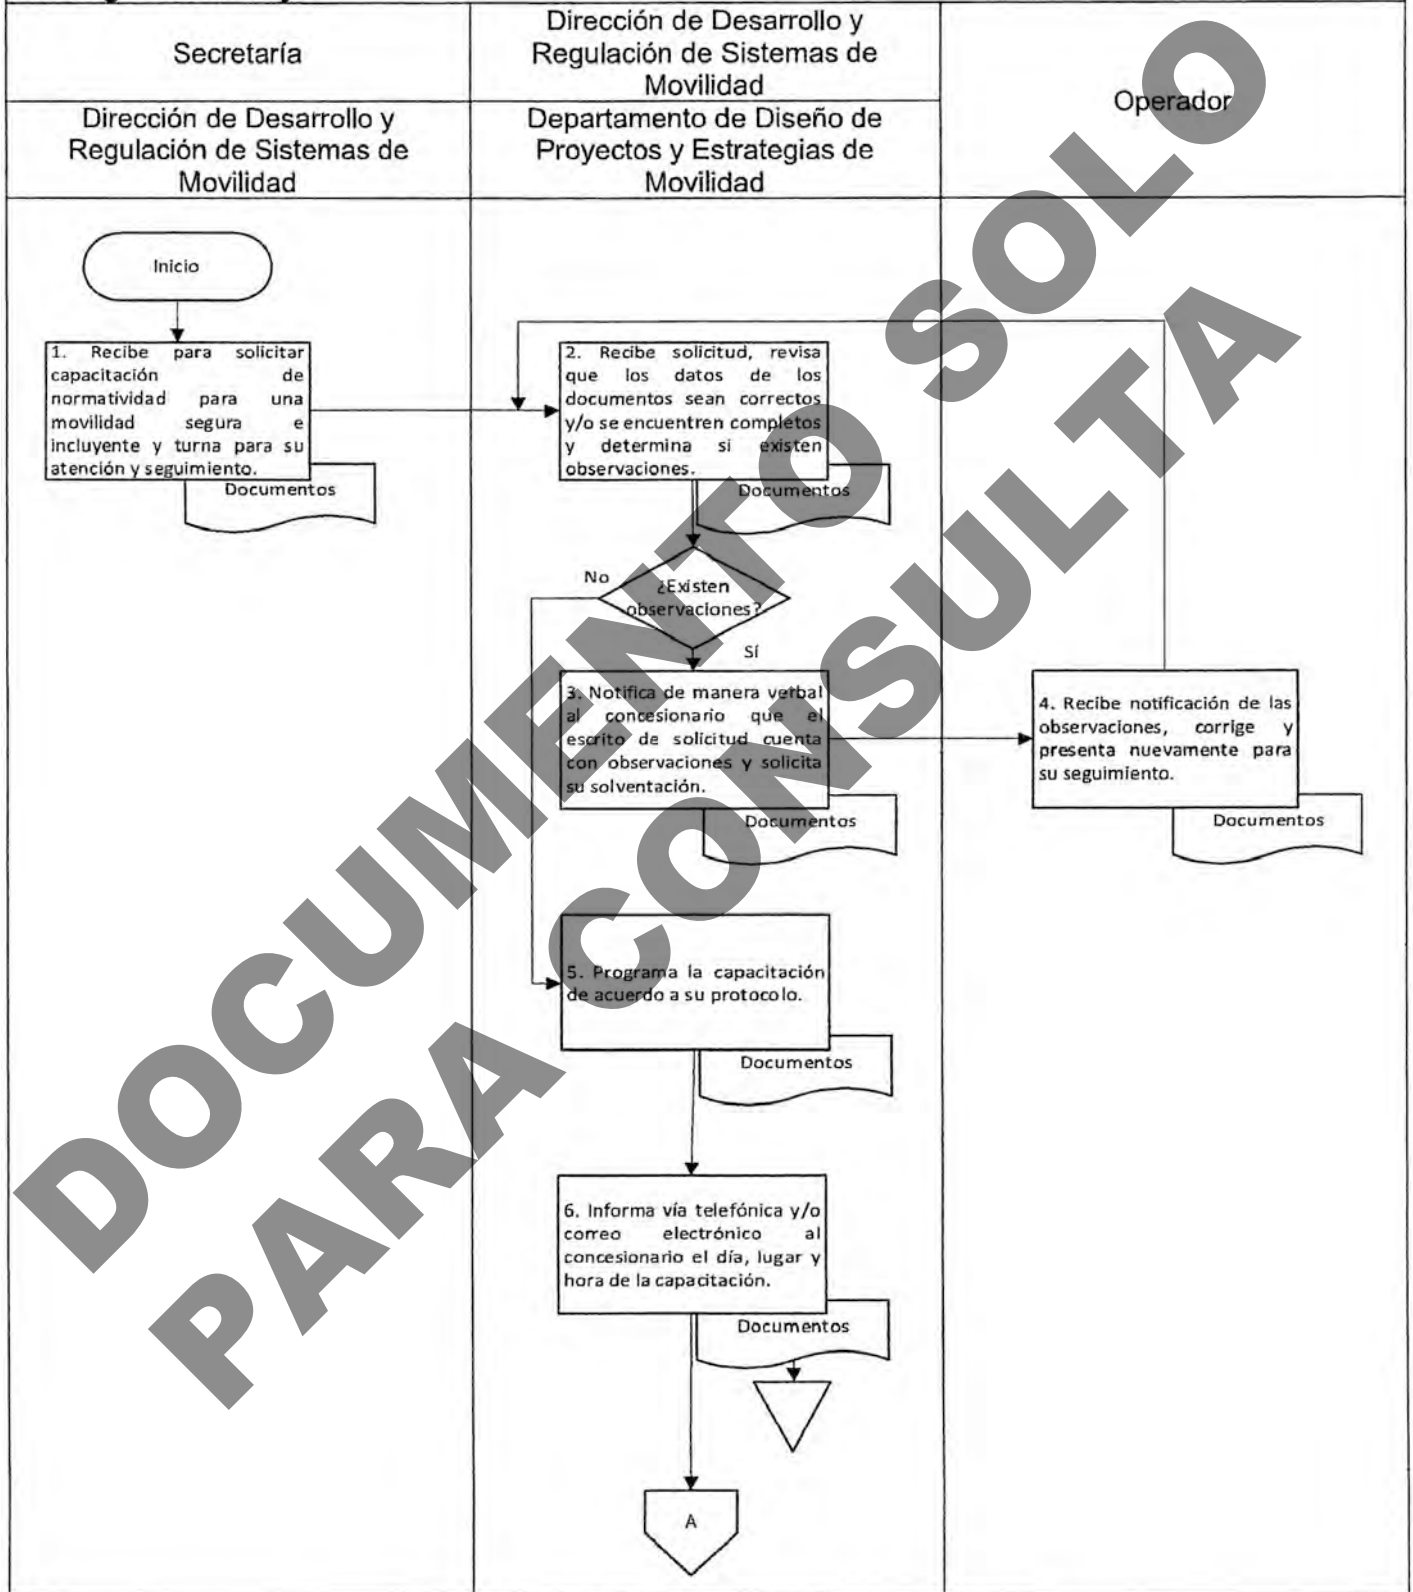 Secretaría
Dirección de Desarrollo y
Regulación de Sistemas de
Movilidad
Dirección de Desarrollo y
Regulación de Sistemas de
Movilidad
Departamento de Diseño de
Proyectos y Estrategias de
Movilidad
Operador
Inicio
1. Recibe para solicitar
capacitación de
normatividad para una
movilidad segura e
incluyente y turna para su
atención y seguimiento.
Documentos
2. Recibe solicitud, revisa
que los datos de los
documentos sean correctos
y/o se encuentren completos
y determina si existen
observaciones.
Documentos
¿Existen
observaciones?
No
Sí
3. Notifica de manera verbal
al concesionario que el
escrito de solicitud cuenta
con observaciones y solicita
su solventación.
Documentos
4. Recibe notificación de las
observaciones, corrige y
presenta nuevamente para
su seguimiento.
Documentos
5. Programa la capacitación
de acuerdo a su protocolo.
Documentos
6. Informa vía telefónica y/o
correo electrónico al
concesionario el día, lugar y
hora de la capacitación.
Documentos
A
DOCUMENTO SOLO
PARA CONSULTA